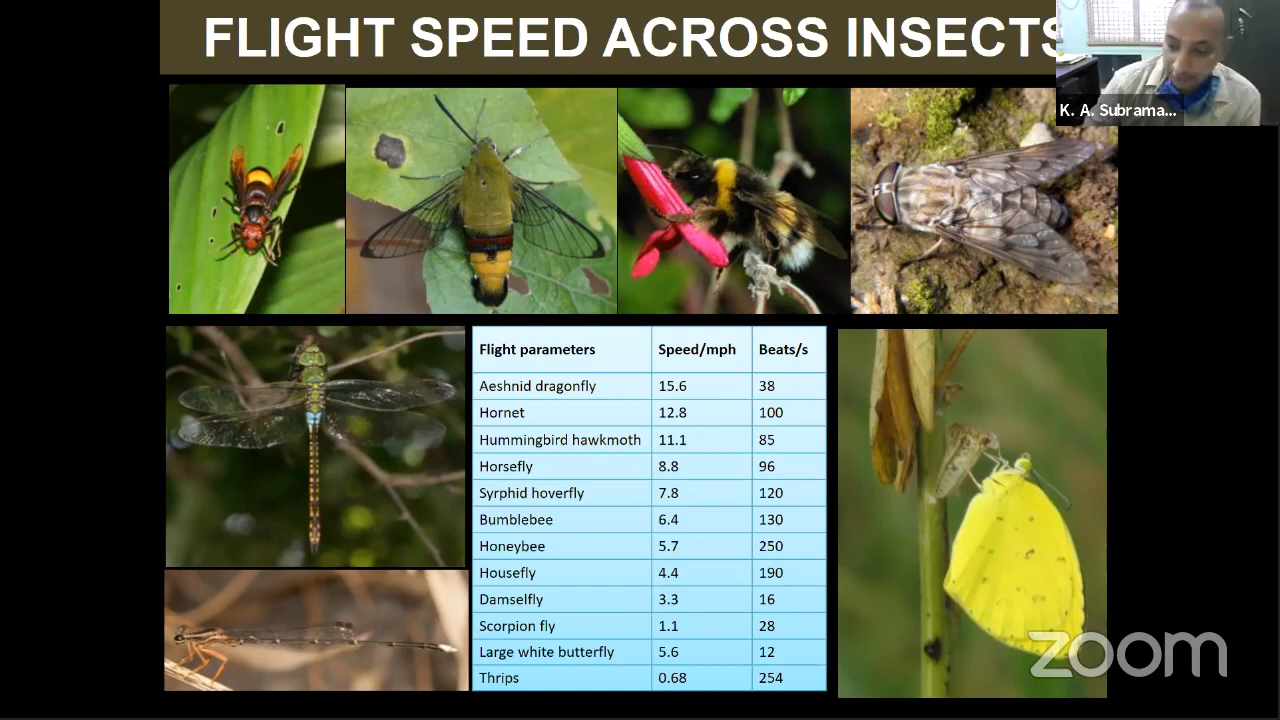 FLIGHT SPEED ACROSS INSECTS
K. A. Subrama...
Flight parameters Speed/mph Beats/s
Aeshnid dragonfly 15.6 38
Hornet 12.8 100
Hummingbird hawkmoth 11.1 85
Horsefly 8.8 96
Syrphid hoverfly 7.8 120
Bumblebee 6.4 130
Honeybee 5.7 250
Housefly 4.4 190
Damselfly 3.3 16
Scorpion fly 1.1 28
Large white butterfly 5.6 12
Thrips 0.68 254
zoom